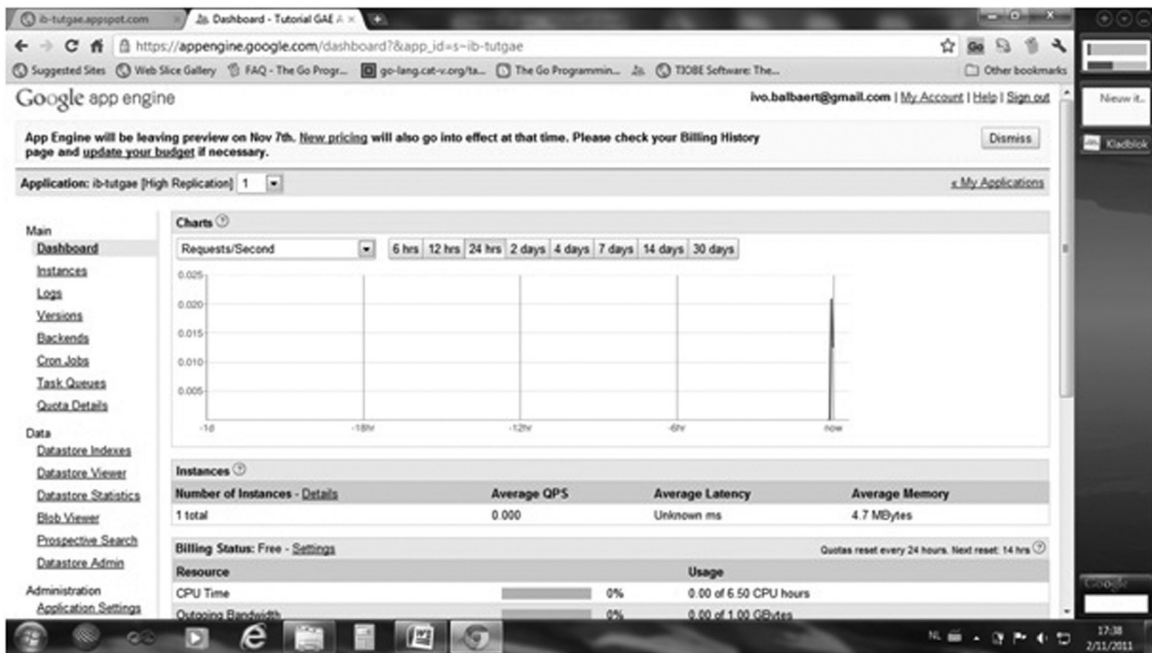 ib-tutgae.appspot.com
Dashboard - Tutorial GAE A
https://appengine.google.com/dashboard?&app_id=s~ib-tutgae
Go
Suggested Sites Web Slice Gallery FAQ - The Go Progr... go-lang.cat-v.org/ta... The Go Programmin... TIOBE Software: The... Other bookmarks
Google app engine
ivo.balbaert@gmail.com | My Account | Help | Sign out
App Engine will be leaving preview on Nov 7th. New pricing will also go into effect at that time. Please check your Billing History
page and update your budget if necessary.
Dismiss
Application: ib-tutgae [High Replication] 1
« My Applications
Main
Dashboard
Instances
Logs
Versions
Backends
Cron Jobs
Task Queues
Quota Details
Data
Datastore Indexes
Datastore Viewer
Datastore Statistics
Blob Viewer
Prospective Search
Datastore Admin
Administration
Application Settings
Charts
Requests/Second
6 hrs 12 hrs 24 hrs 2 days 4 days 7 days 14 days 30 days
0.025
0.020
0.015
0.010
0.005
-1d -18hr -12hr -6hr now
Instances
Number of Instances - Details Average QPS Average Latency Average Memory
1 total 0.000 Unknown ms 4.7 MBytes
Billing Status: Free - Settings
Quotas reset every 24 hours. Next reset: 14 hrs
Resource Usage
CPU Time 0% 0.00 of 6.50 CPU hours
Outgoing Bandwidth 0% 0.00 of 1.00 GBytes
Nieuw it..
Kladblok
Google
NL
17:38
2/11/2011